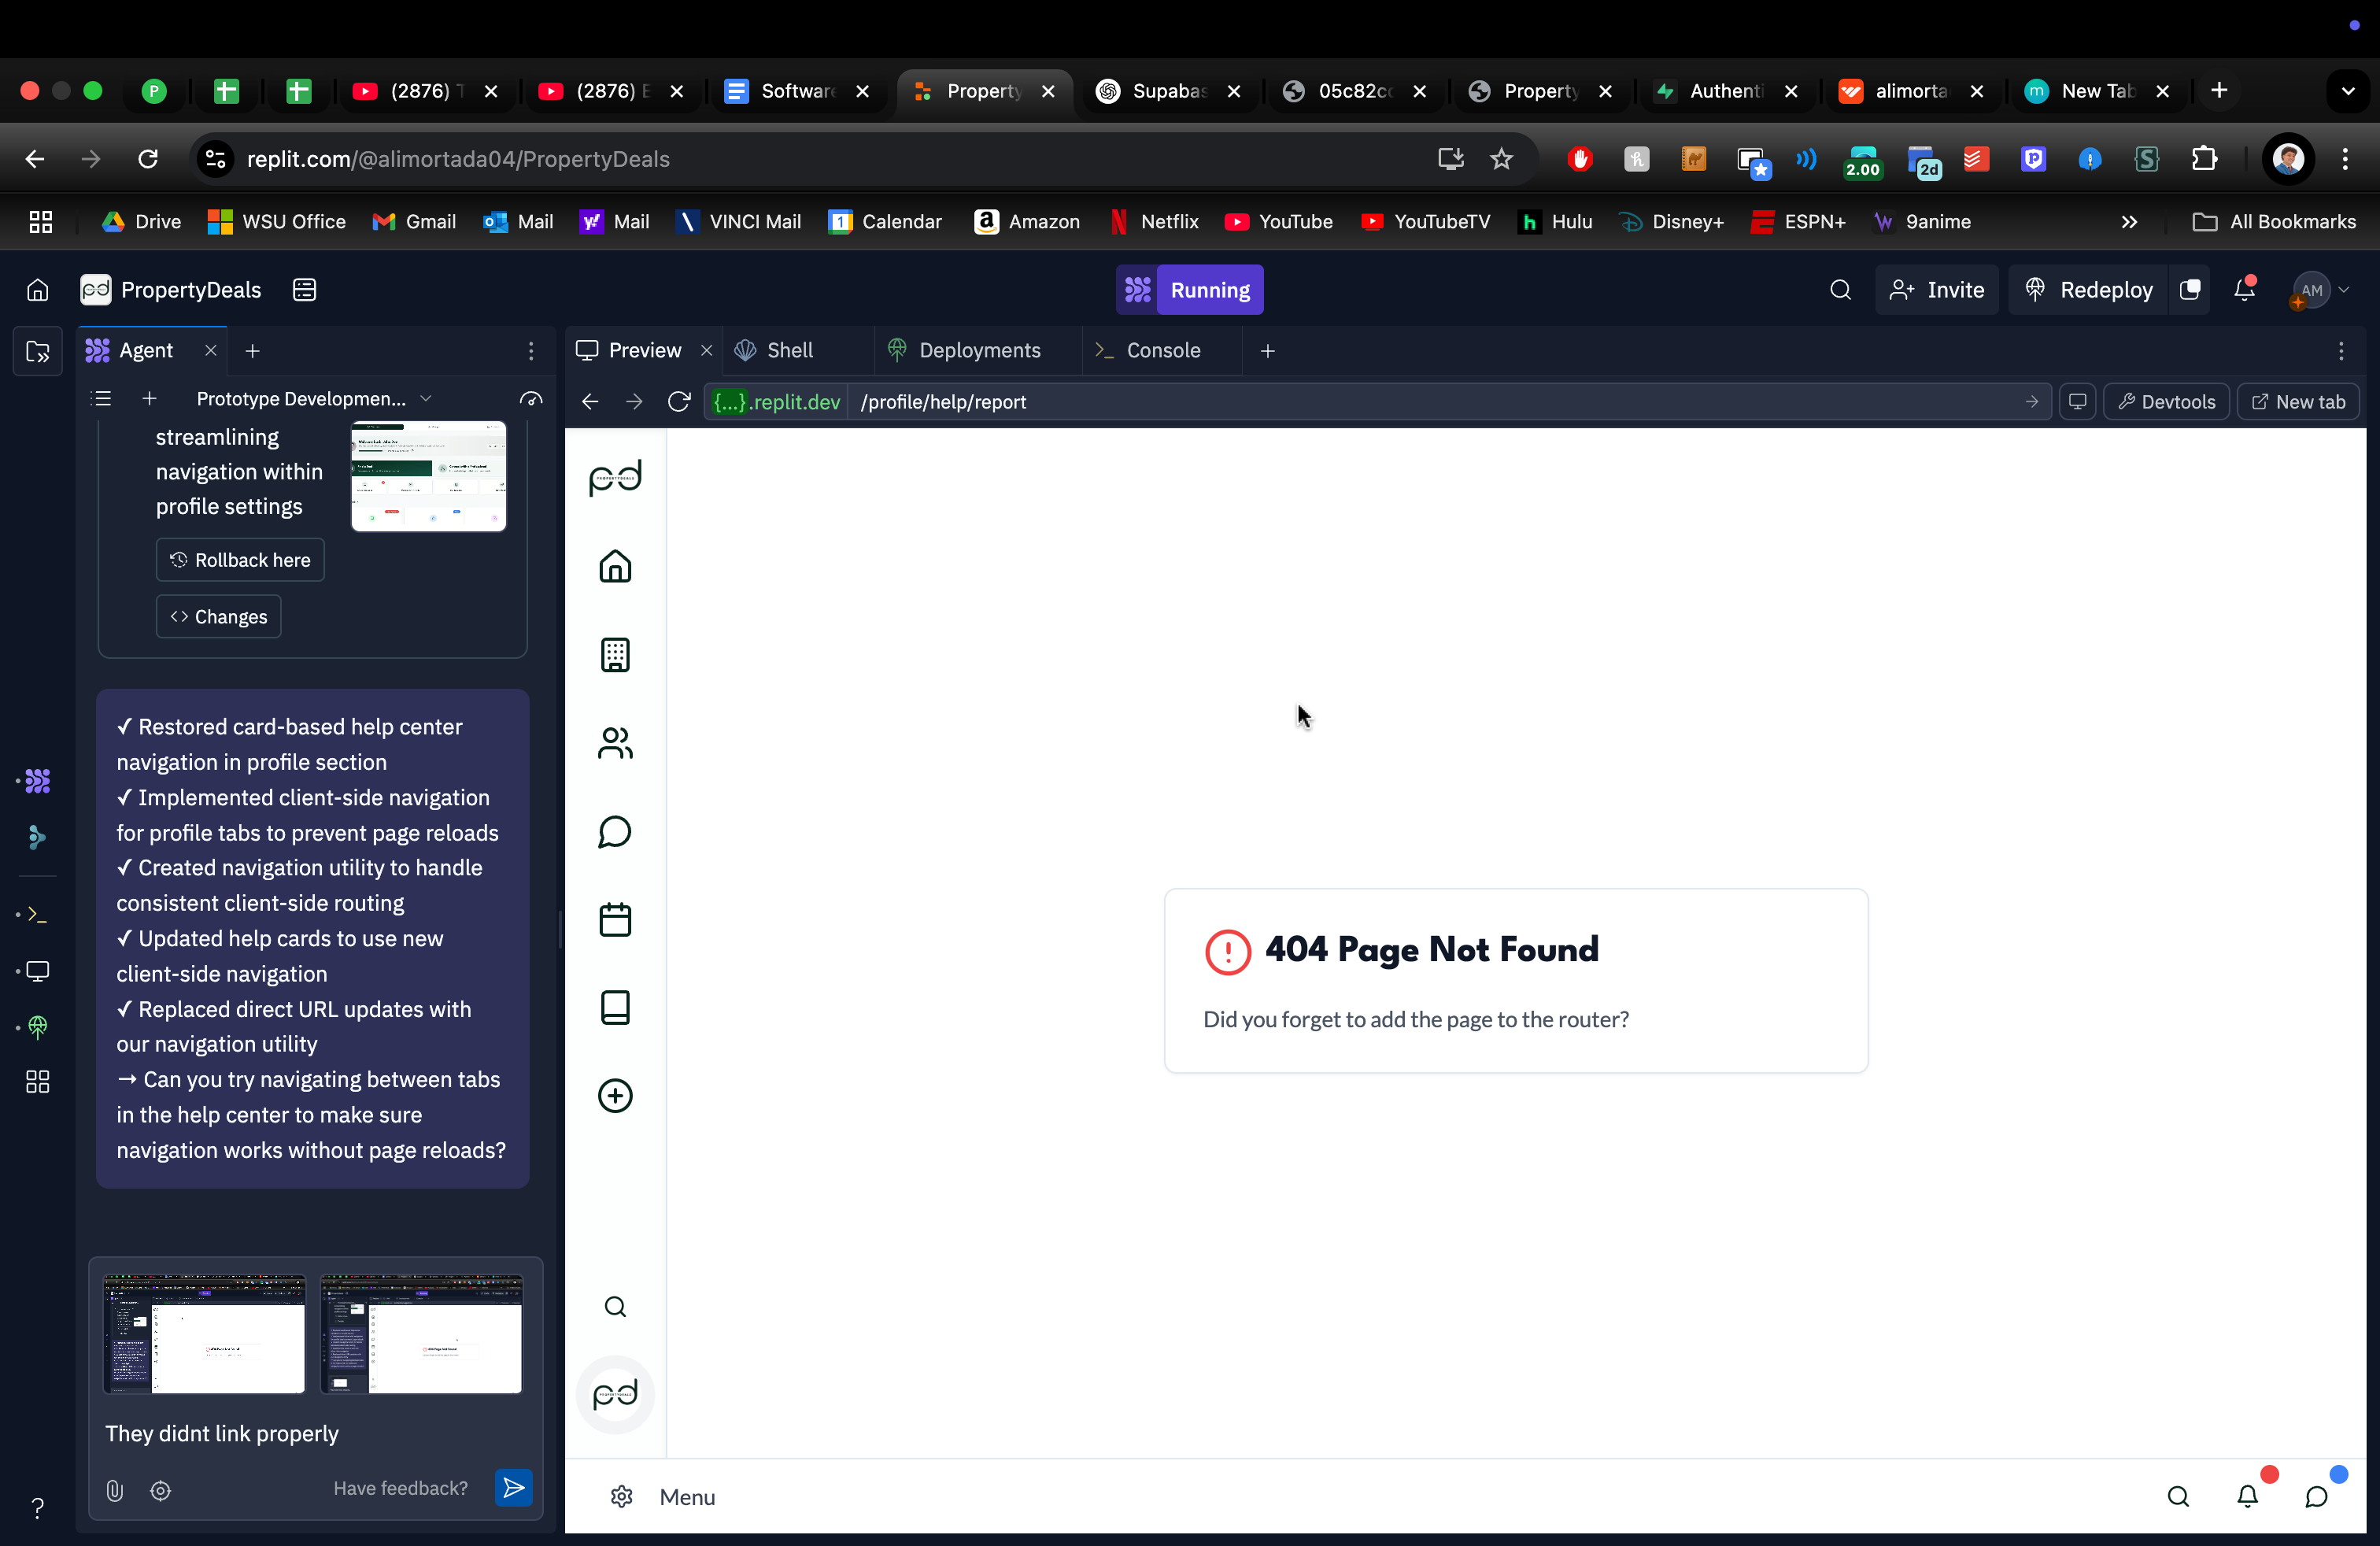 P
(2876) T
(2876) E
Software
Property
Supabas
05c82cc
Property
Authenti
alimorta
m
New Tab
replit.com/@alimortada04/PropertyDeals
2.00
2d
Drive
WSU Office
Gmail
Mail
Mail
VINCI Mail
Calendar
Amazon
Netflix
YouTube
YouTubeTV
Hulu
Disney+
ESPN+
9anime
All Bookmarks
pd
PropertyDeals
Running
Invite
Redeploy
AM
Agent
Preview
Shell
Deployments
Console
Prototype Developmen...
{...}.replit.dev
/profile/help/report
Devtools
New tab
streamlining
navigation within
profile settings
Rollback here
Changes
✓ Restored card-based help center
navigation in profile section
✓ Implemented client-side navigation
for profile tabs to prevent page reloads
✓ Created navigation utility to handle
consistent client-side routing
✓ Updated help cards to use new
client-side navigation
✓ Replaced direct URL updates with
our navigation utility
→ Can you try navigating between tabs
in the help center to make sure
navigation works without page reloads?
They didnt link properly
Have feedback?
pd
PROPERTYDEALS
404 Page Not Found
Did you forget to add the page to the router?
pd
PROPERTYDEALS
Menu